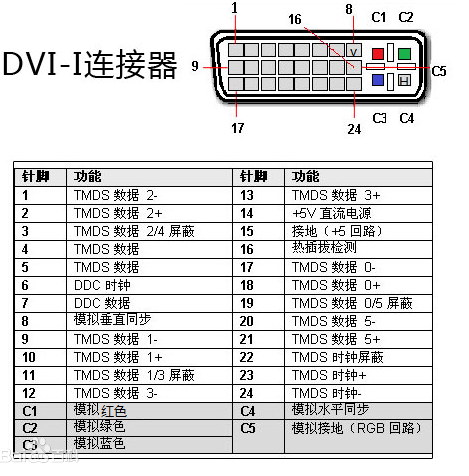 1
16
8
C1 C2
V
DVI-I连接器
9
C5
H
17
24
C3 C4
针脚 功能 针脚 功能
1 TMDS 数据 2- 13 TMDS 数据 3+
2 TMDS 数据 2+ 14 +5V 直流电源
3 TMDS 数据 2/4 屏蔽 15 接地（+5 回路）
4 TMDS 数据 16 热插拨检测
5 TMDS 数据 17 TMDS 数据 0-
6 DDC 时钟 18 TMDS 数据 0+
7 DDC 数据 19 TMDS 数据 0/5 屏蔽
8 模拟垂直同步 20 TMDS 数据 5-
9 TMDS 数据 1- 21 TMDS 数据 5+
10 TMDS 数据 1+ 22 TMDS 时钟屏蔽
11 TMDS 数据 1/3 屏蔽 23 TMDS 时钟+
12 TMDS 数据 3- 24 TMDS 时钟-
C1 模拟红色 C4 模拟水平同步
C2 模拟绿色 C5 模拟接地（RGB 回路）
C3 模拟蓝色
Baidu百科